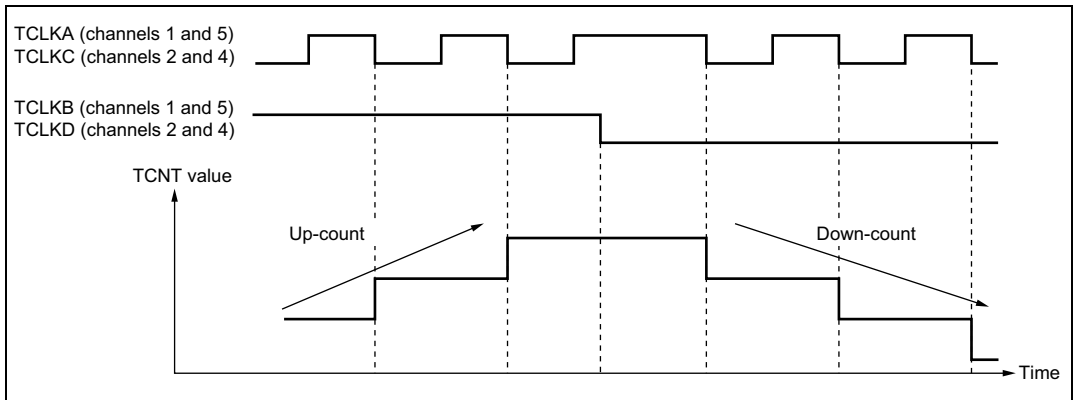 TCLKA (channels 1 and 5)
TCLKC (channels 2 and 4)
TCLKB (channels 1 and 5)
TCLKD (channels 2 and 4)
TCNT value
Up-count
Down-count
Time